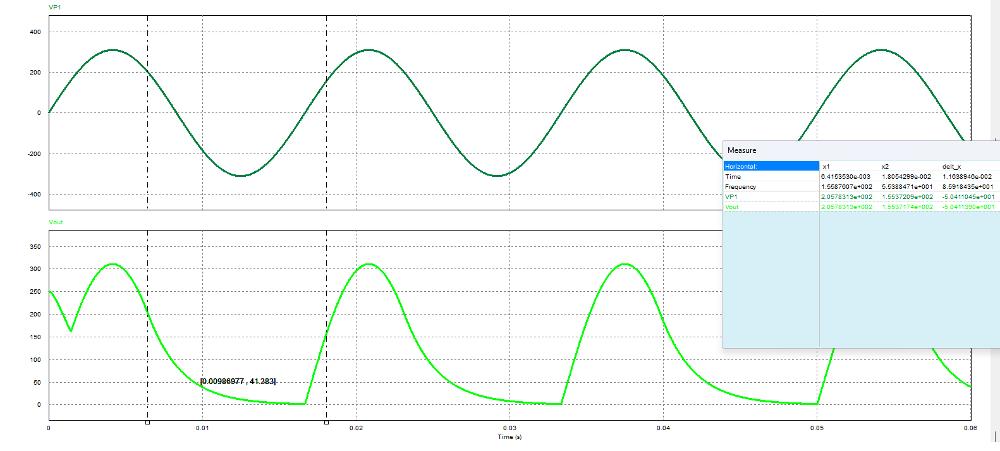 VP1
400
200
0
-200
-400
Measure
Horizontal: x1 x2 delt_x
Time 6.4153530e-003 1.8054299e-002 1.1638946e-002
Frequency 1.5587607e+002 5.5388471e+001 8.5918435e+001
VP1 2.0578313e+002 1.5537209e+002 -5.0411045e+001
Vout 2.0578313e+002 1.5537174e+002 -5.0411390e+001
Vout
350
300
250
200
150
100
50
0
[0.00986977 , 41.383]
0 0.01 0.02 0.03 0.04 0.05 0.06
Time (s)